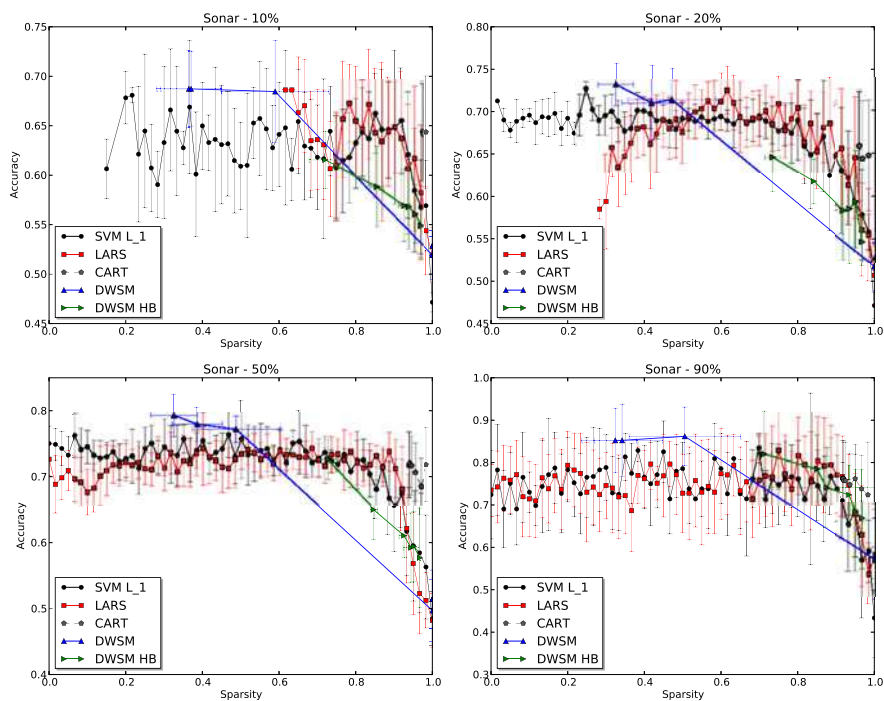 Sonar - 10%
0.75
0.70
0.65
0.60
0.55
0.50
0.45
Accuracy
0.0 0.2 0.4 0.6 0.8 1.0
Sparsity
SVM L_1
LARS
CART
DWSM
DWSM HB
Sonar - 20%
0.80
0.75
0.70
0.65
0.60
0.55
0.50
0.45
Accuracy
0.0 0.2 0.4 0.6 0.8 1.0
Sparsity
SVM L_1
LARS
CART
DWSM
DWSM HB
Sonar - 50%
0.8
0.7
0.6
0.5
0.4
Accuracy
0.0 0.2 0.4 0.6 0.8 1.0
Sparsity
SVM L_1
LARS
CART
DWSM
DWSM HB
Sonar - 90%
1.0
0.9
0.8
0.7
0.6
0.5
0.4
0.3
Accuracy
0.0 0.2 0.4 0.6 0.8 1.0
Sparsity
SVM L_1
LARS
CART
DWSM
DWSM HB